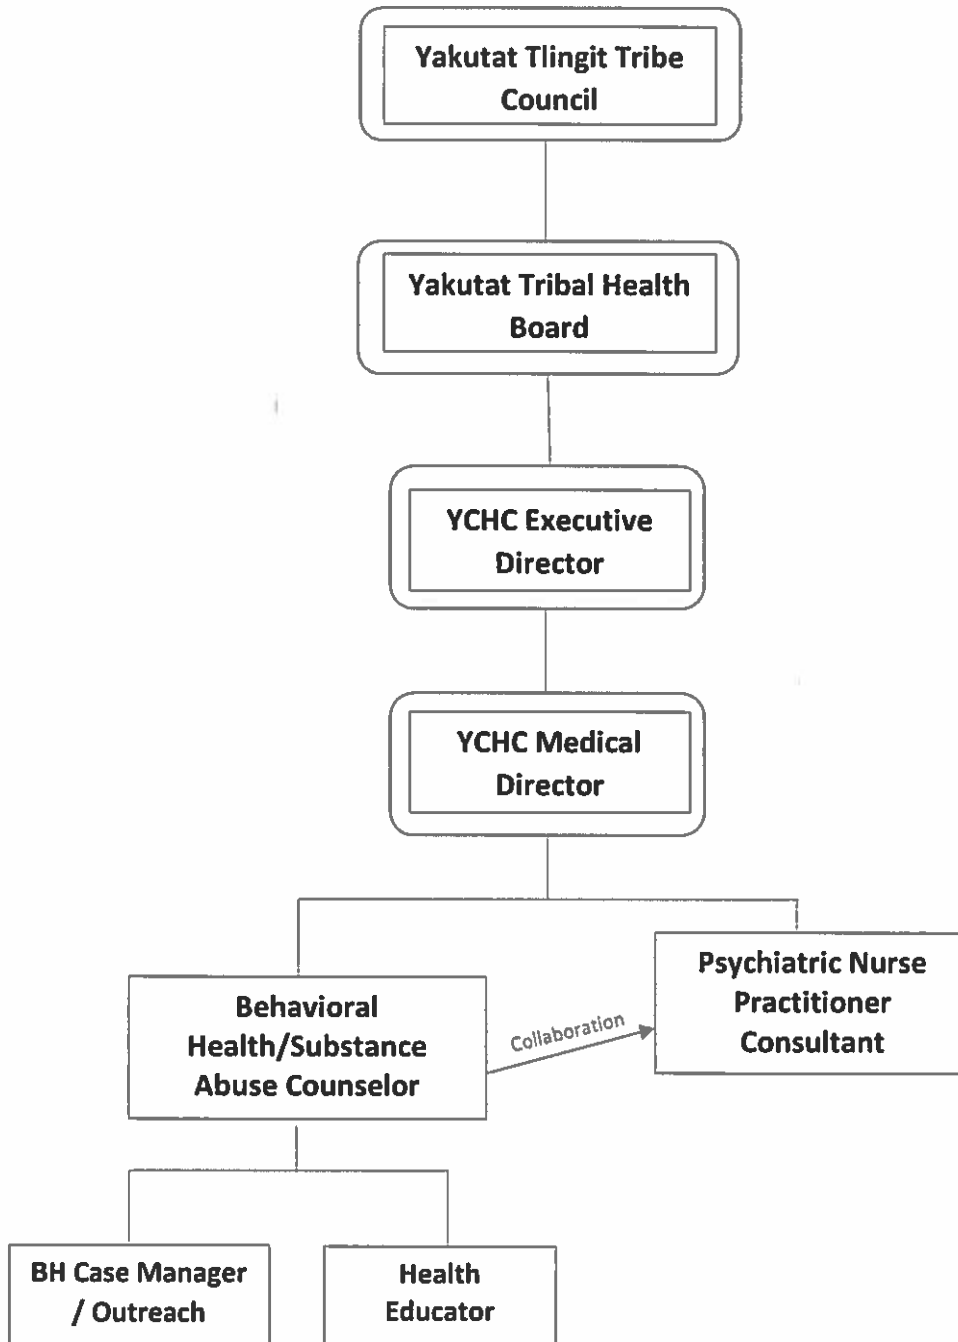 Yakutat Tlingit Tribe
Council
Yakutat Tribal Health
Board
YCHC Executive
Director
YCHC Medical
Director
Behavioral
Health/Substance
Abuse Counselor
Collaboration
Psychiatric Nurse
Practitioner
Consultant
BH Case Manager
/ Outreach
Health
Educator